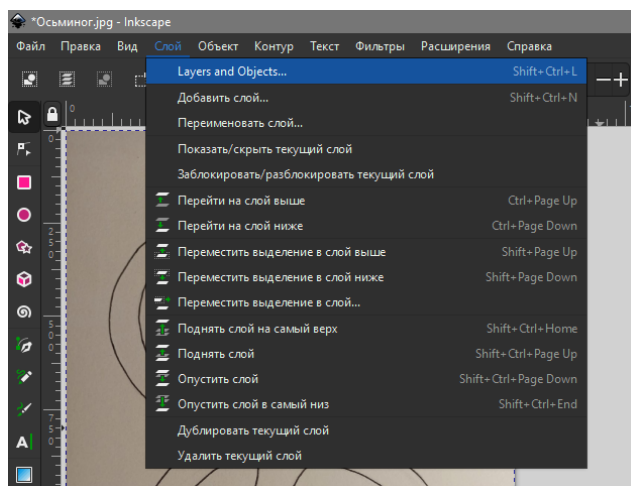 *Осьминог.jpg - Inkscape
Файл Правка Вид Слой Объект Контур Текст Фильтры Расширения Справка
Layers and Objects... Shift+Ctrl+L
Добавить слой... Shift+Ctrl+N
Переименовать слой...
Показать/скрыть текущий слой
Заблокировать/разблокировать текущий слой
Перейти на слой выше Ctrl+Page Up
Перейти на слой ниже Ctrl+Page Down
Переместить выделение в слой выше Shift+Page Up
Переместить выделение в слой ниже Shift+Page Down
Переместить выделение в слой...
Поднять слой на самый верх Shift+Ctrl+Home
Поднять слой Shift+Ctrl+Page Up
Опустить слой Shift+Ctrl+Page Down
Опустить слой в самый низ Shift+Ctrl+End
Дублировать текущий слой
Удалить текущий слой
0
0
250
500
750
A